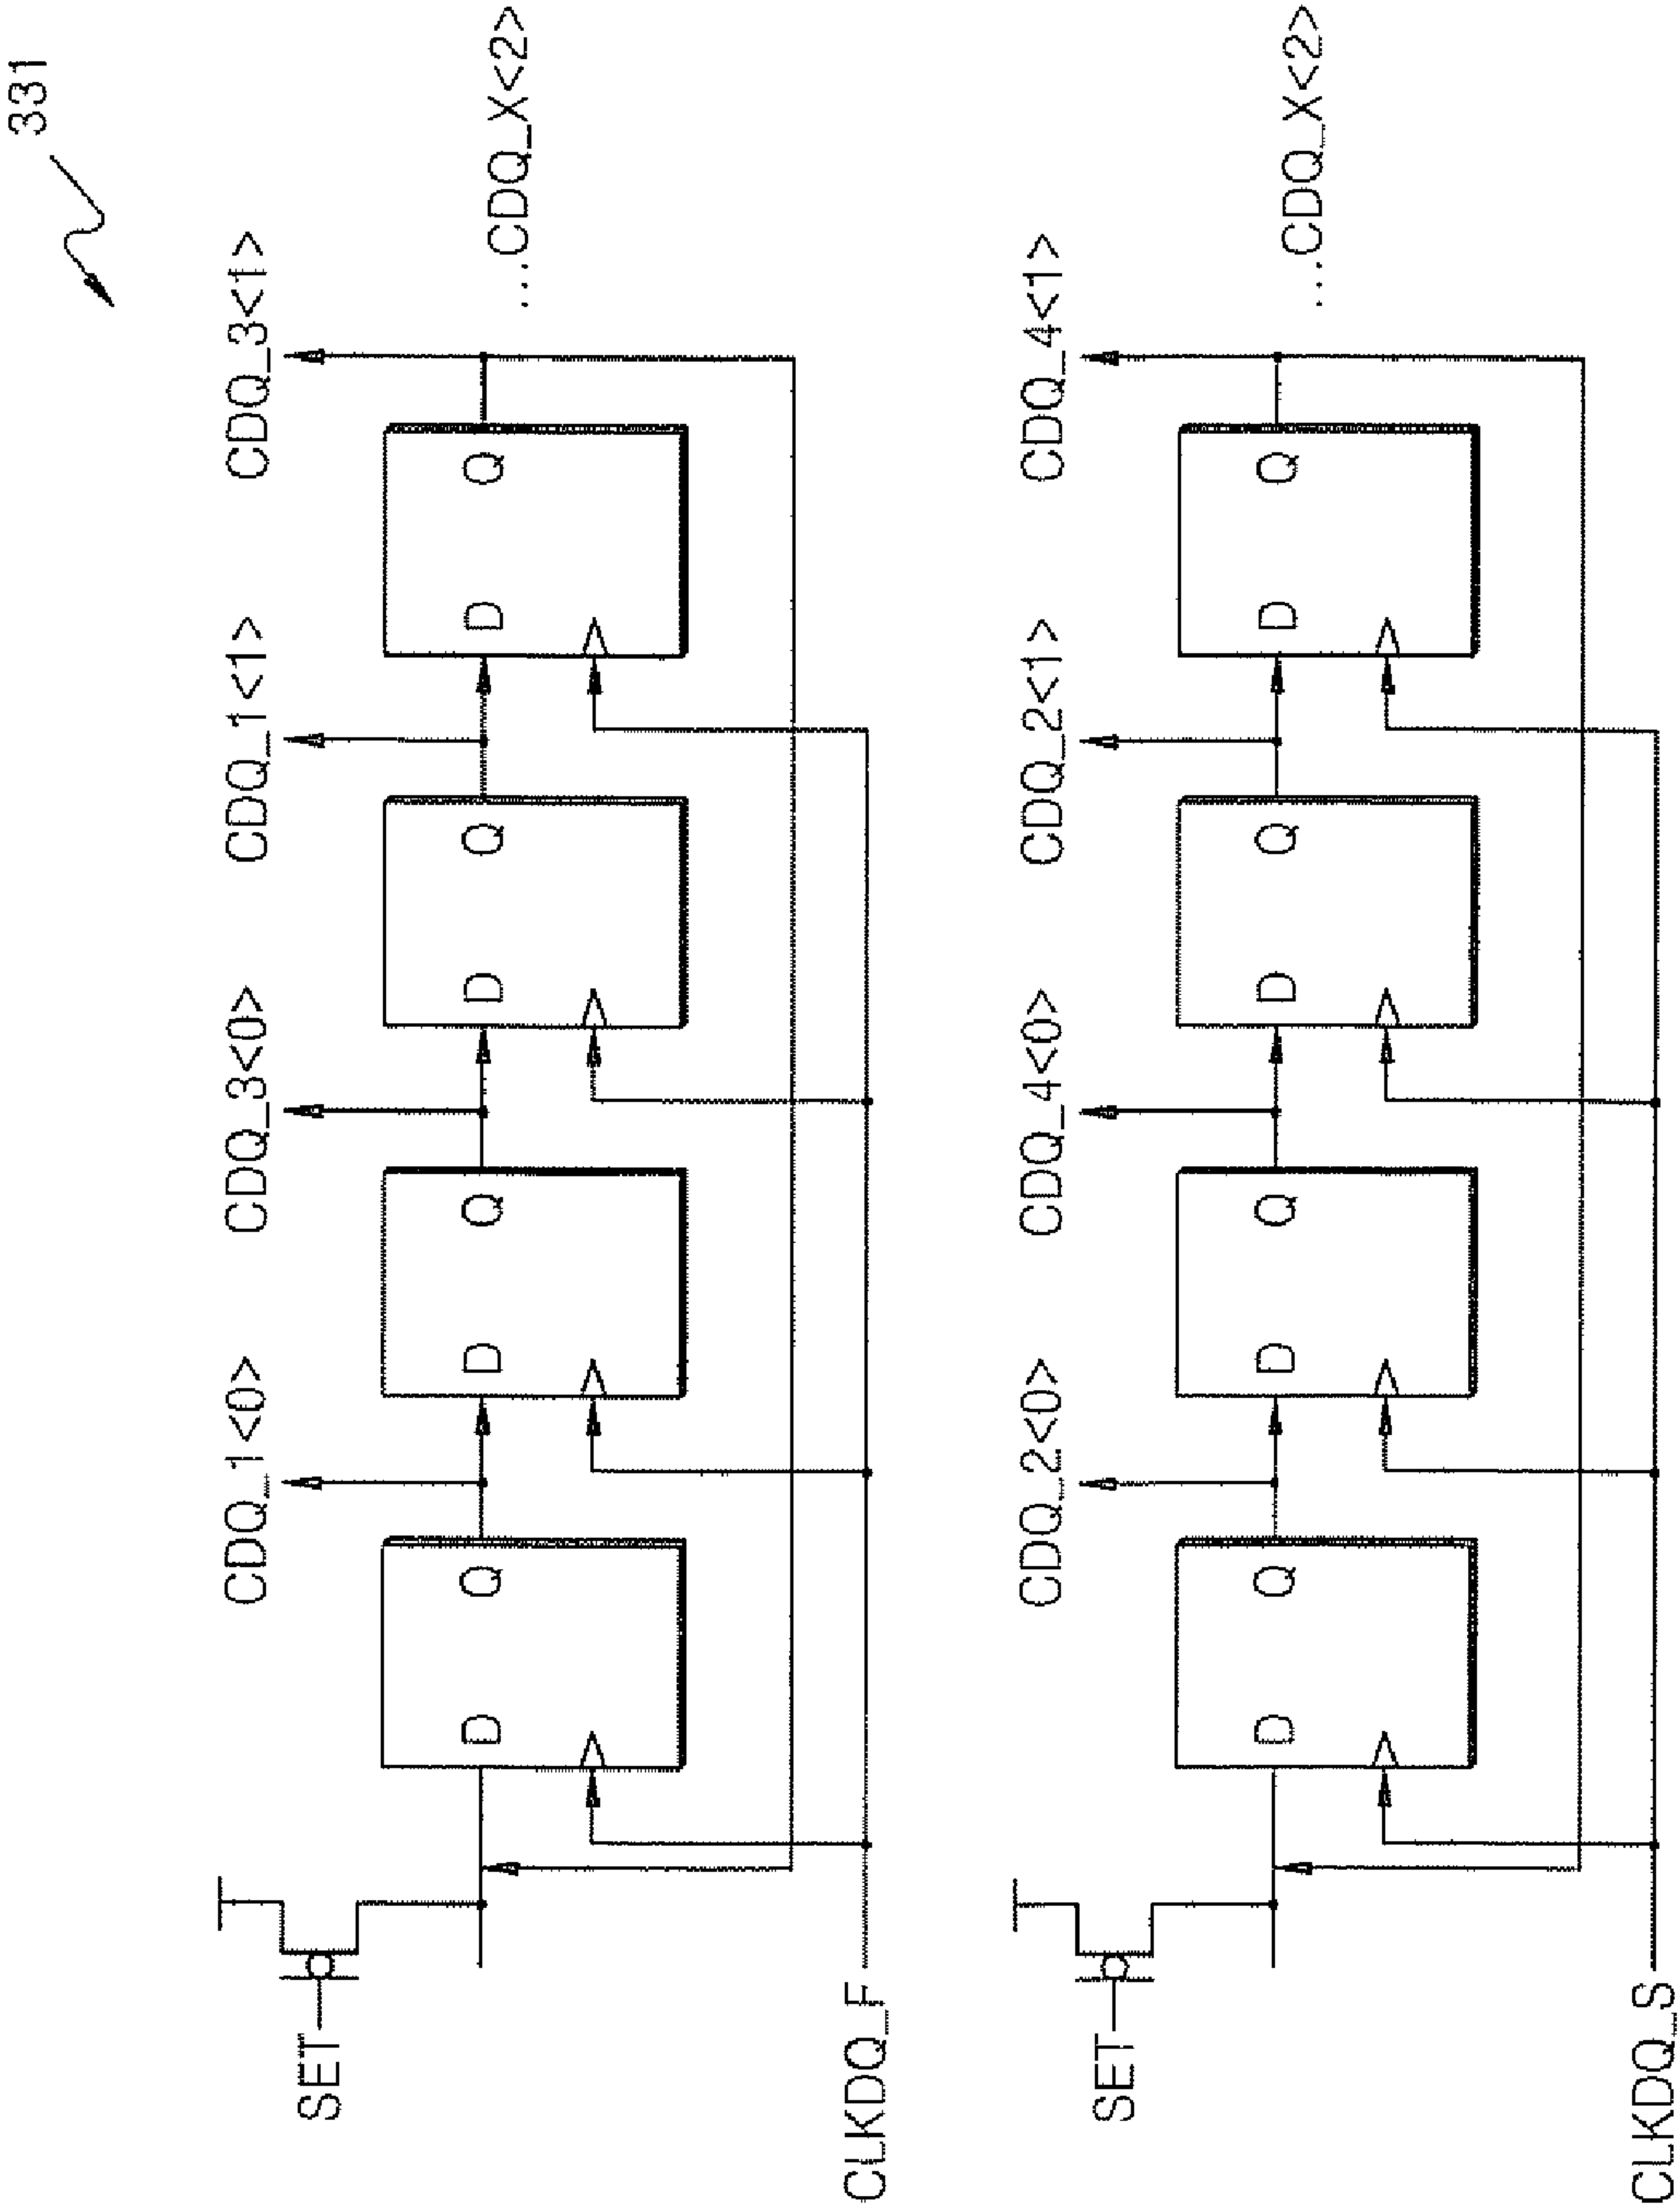 331
CDQ_1<0> CDQ_3<0> CDQ_1<1> CDQ_3<1>
SET
D Q D Q D Q D Q ...CDQ_X<2>
CLKDQ_F
CDQ_2<0> CDQ_4<0> CDQ_2<1> CDQ_4<1>
SET
D Q D Q D Q D Q ...CDQ_X<2>
CLKDQ_S